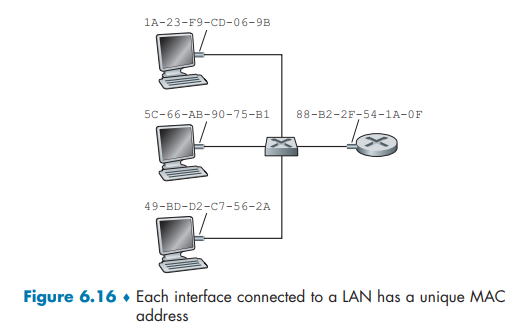 1A-23-F9-CD-06-9B
5C-66-AB-90-75-B1
88-B2-2F-54-1A-0F
49-BD-D2-C7-56-2A
Figure 6.16 ♦ Each interface connected to a LAN has a unique MAC
address